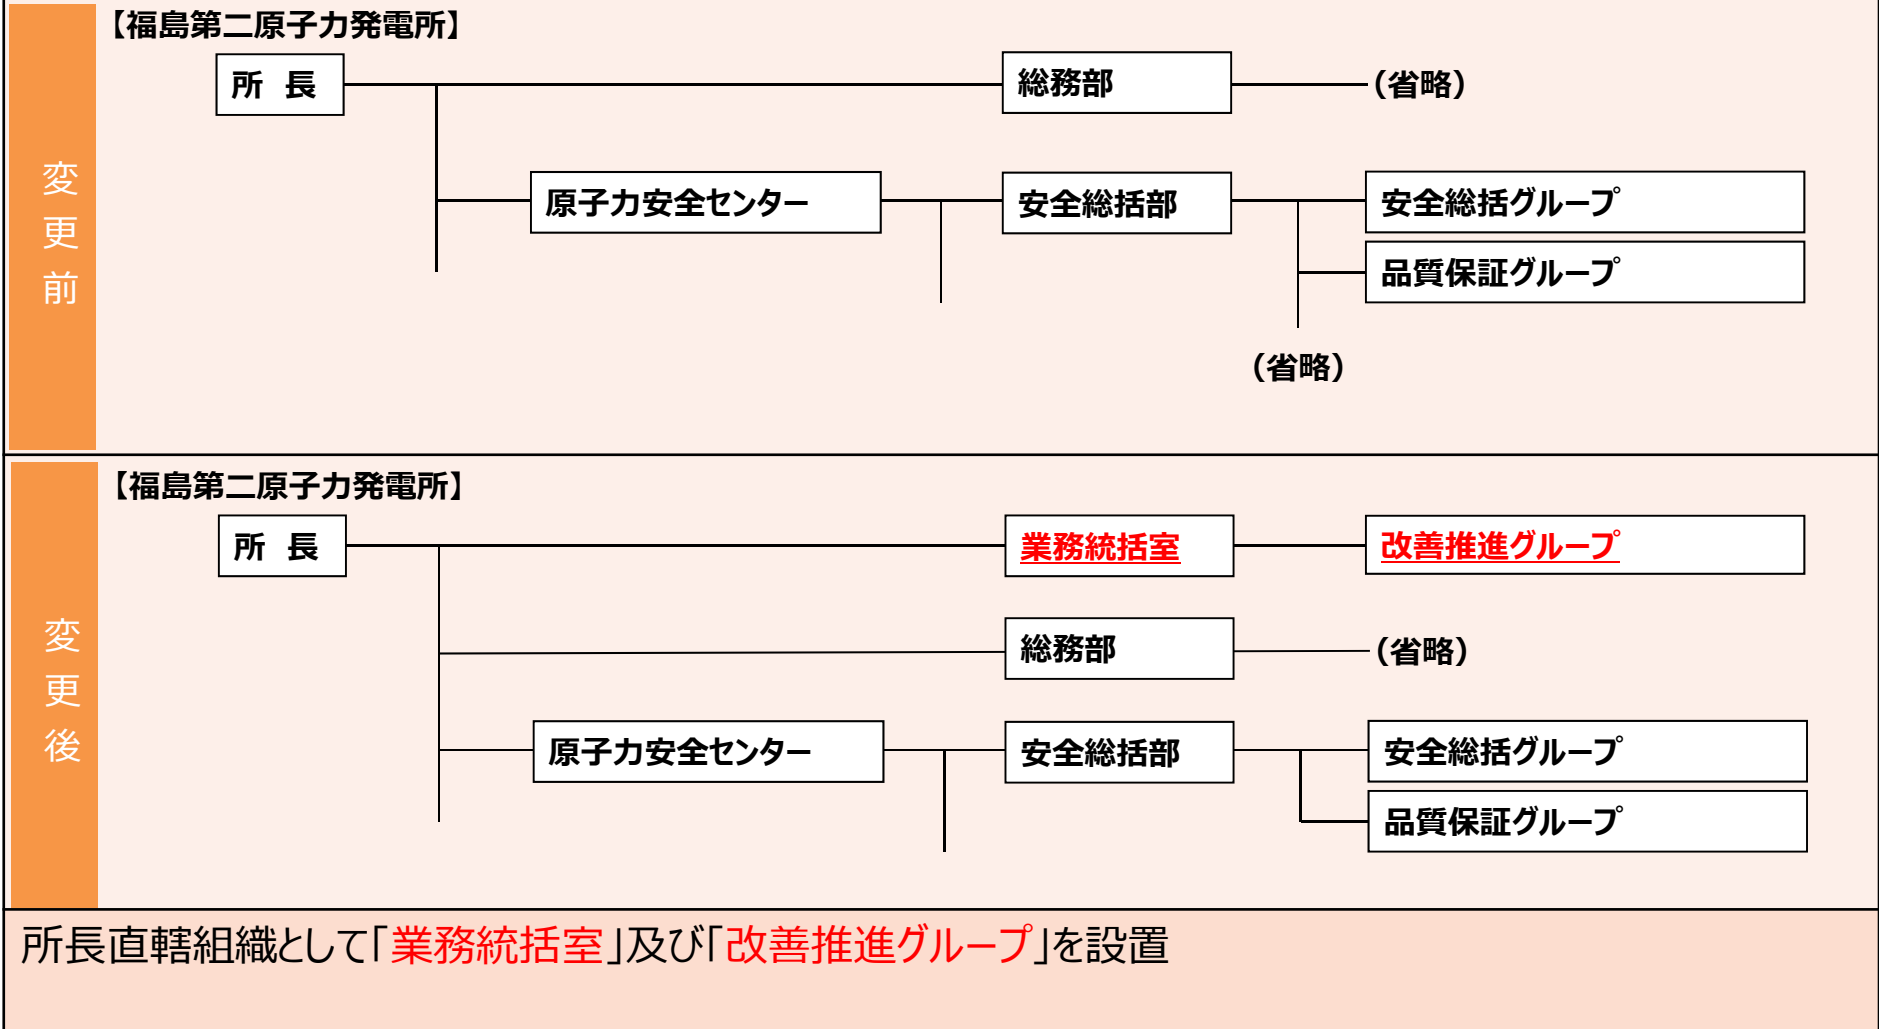 変更前
【福島第二原子力発電所】
所 長
総務部
(省略)
原子力安全センター
安全総括部
安全総括グループ
品質保証グループ
(省略)
変更後
【福島第二原子力発電所】
所 長
業務統括室
改善推進グループ
総務部
(省略)
原子力安全センター
安全総括部
安全総括グループ
品質保証グループ
所長直轄組織として「業務統括室」及び「改善推進グループ」を設置